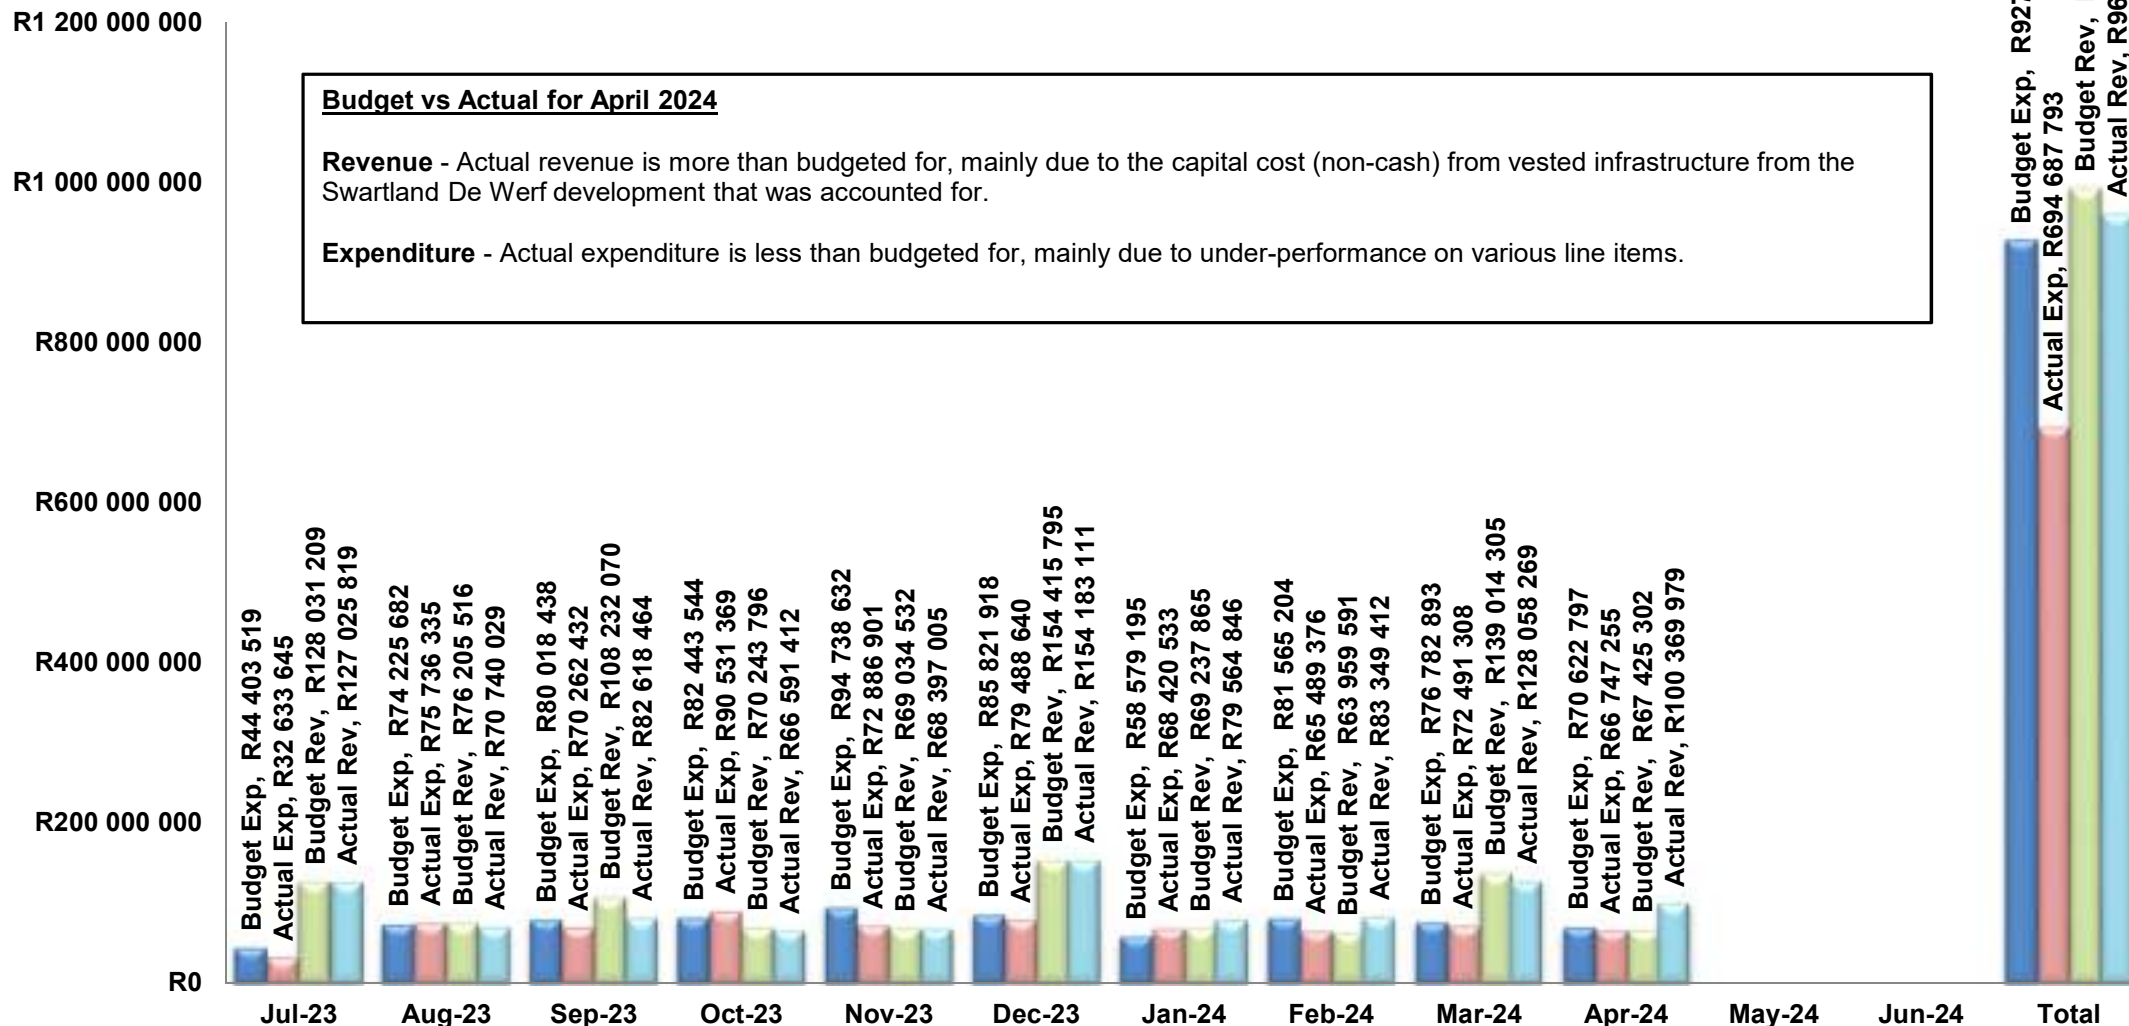 R1 200 000 000
R1 000 000 000
R800 000 000
R600 000 000
R400 000 000
R200 000 000
R0
Budget vs Actual for April 2024
Revenue - Actual revenue is more than budgeted for, mainly due to the capital cost (non-cash) from vested infrastructure from the
Swartland De Werf development that was accounted for.
Expenditure - Actual expenditure is less than budgeted for, mainly due to under-performance on various line items.
Budget Exp, R44 403 519
Actual Exp, R32 633 645
Budget Rev, R128 031 209
Actual Rev, R127 025 819
Budget Exp, R74 225 682
Actual Exp, R75 736 335
Budget Rev, R76 205 516
Actual Rev, R70 740 029
Budget Exp, R80 018 438
Actual Exp, R70 262 432
Budget Rev, R108 232 070
Actual Rev, R82 618 464
Budget Exp, R82 443 544
Actual Exp, R90 531 369
Budget Rev, R70 243 796
Actual Rev, R66 591 412
Budget Exp, R94 738 632
Actual Exp, R72 886 901
Budget Rev, R69 034 532
Actual Rev, R68 397 005
Budget Exp, R85 821 918
Actual Exp, R79 488 640
Budget Rev, R154 415 795
Actual Rev, R154 183 111
Budget Exp, R58 579 195
Actual Exp, R68 420 533
Budget Rev, R69 237 865
Actual Rev, R79 564 846
Budget Exp, R81 565 204
Actual Exp, R65 489 376
Budget Rev, R63 959 591
Actual Rev, R83 349 412
Budget Exp, R76 782 893
Actual Exp, R72 491 308
Budget Rev, R139 014 305
Actual Rev, R128 058 269
Budget Exp, R70 622 797
Actual Exp, R66 747 255
Budget Rev, R67 425 302
Actual Rev, R100 369 979
Budget Exp, R927
Actual Exp, R694 687 793
Budget Rev,
Actual Rev, R96
Jul-23
Aug-23
Sep-23
Oct-23
Nov-23
Dec-23
Jan-24
Feb-24
Mar-24
Apr-24
May-24
Jun-24
Total